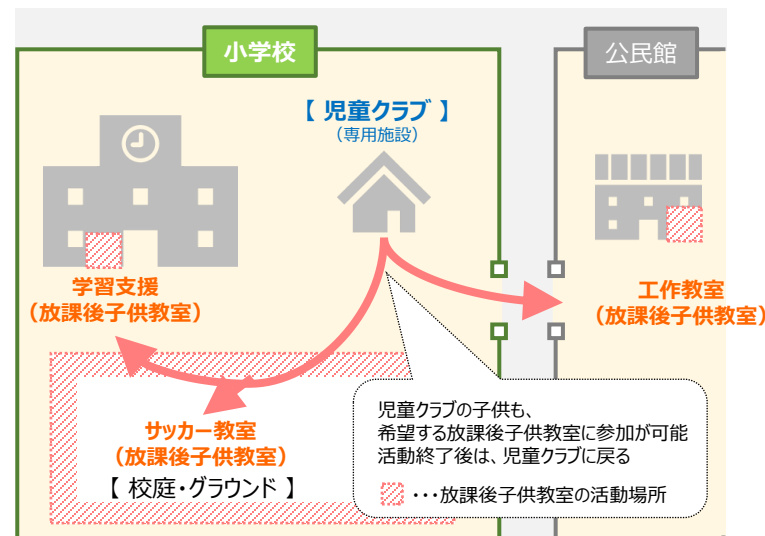 小学校
公民館
【 児童クラブ 】
（専用施設）
学習支援
（放課後子供教室）
工作教室
（放課後子供教室）
サッカー教室
（放課後子供教室）
【 校庭・グラウンド 】
児童クラブの子供も、
希望する放課後子供教室に参加が可能
活動終了後は、児童クラブに戻る
・・・放課後子供教室の活動場所